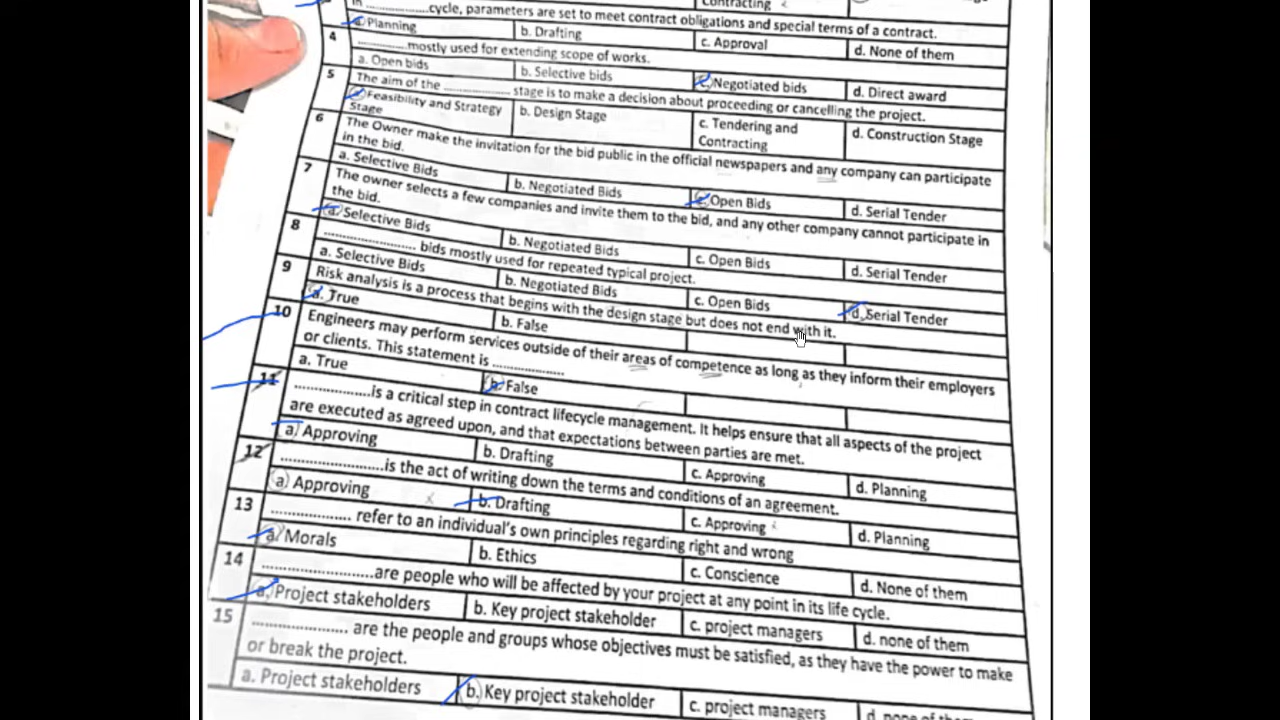 Contracting
In ..................cycle, parameters are set to meet contract obligations and special terms of a contract.
a. Planning b. Drafting c. Approval d. None of them
4 ..............mostly used for extending scope of works.
a. Open bids b. Selective bids c. Negotiated bids d. Direct award
5 The aim of the .................... stage is to make a decision about proceeding or cancelling the project.
a. Feasibility and Strategy Stage b. Design Stage c. Tendering and Contracting d. Construction Stage
6 The Owner make the invitation for the bid public in the official newspapers and any company can participate
in the bid.
a. Selective Bids b. Negotiated Bids c. Open Bids d. Serial Tender
7 The owner selects a few companies and invite them to the bid, and any other company cannot participate in
the bid.
a. Selective Bids b. Negotiated Bids c. Open Bids d. Serial Tender
8 ........................ bids mostly used for repeated typical project.
a. Selective Bids b. Negotiated Bids c. Open Bids d. Serial Tender
9 Risk analysis is a process that begins with the design stage but does not end with it.
a. True b. False
10 Engineers may perform services outside of their areas of competence as long as they inform their employers
or clients. This statement is ..................
a. True b. False
11 ...................is a critical step in contract lifecycle management. It helps ensure that all aspects of the project
are executed as agreed upon, and that expectations between parties are met.
a) Approving b. Drafting c. Approving d. Planning
12 ..........................is the act of writing down the terms and conditions of an agreement.
a) Approving b. Drafting c. Approving d. Planning
13 .................... refer to an individual's own principles regarding right and wrong
a. Morals b. Ethics c. Conscience d. None of them
14 ............................are people who will be affected by your project at any point in its life cycle.
a. Project stakeholders b. Key project stakeholder c. project managers d. none of them
15 ........................ are the people and groups whose objectives must be satisfied, as they have the power to make
or break the project.
a. Project stakeholders b. Key project stakeholder c. project managers d. none of them